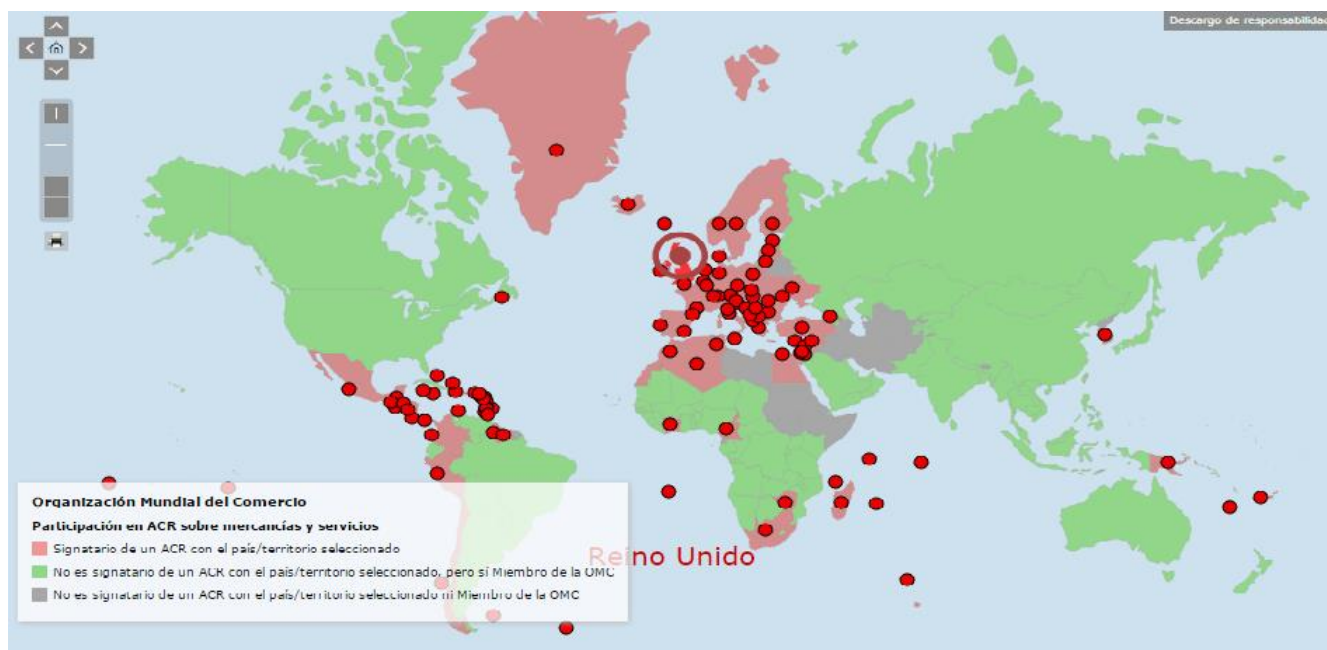 Descargo de responsabilidad
Organización Mundial del Comercio
Participación en ACR sobre mercancías y servicios
Signatario de un ACR con el país/territorio seleccionado
Reino Unido
No es signatario de un ACR con el país/territorio seleccionado, pero sí Miembro de la OMC
No es signatario de un ACR con el país/territorio seleccionado ni Miembro de la OMC